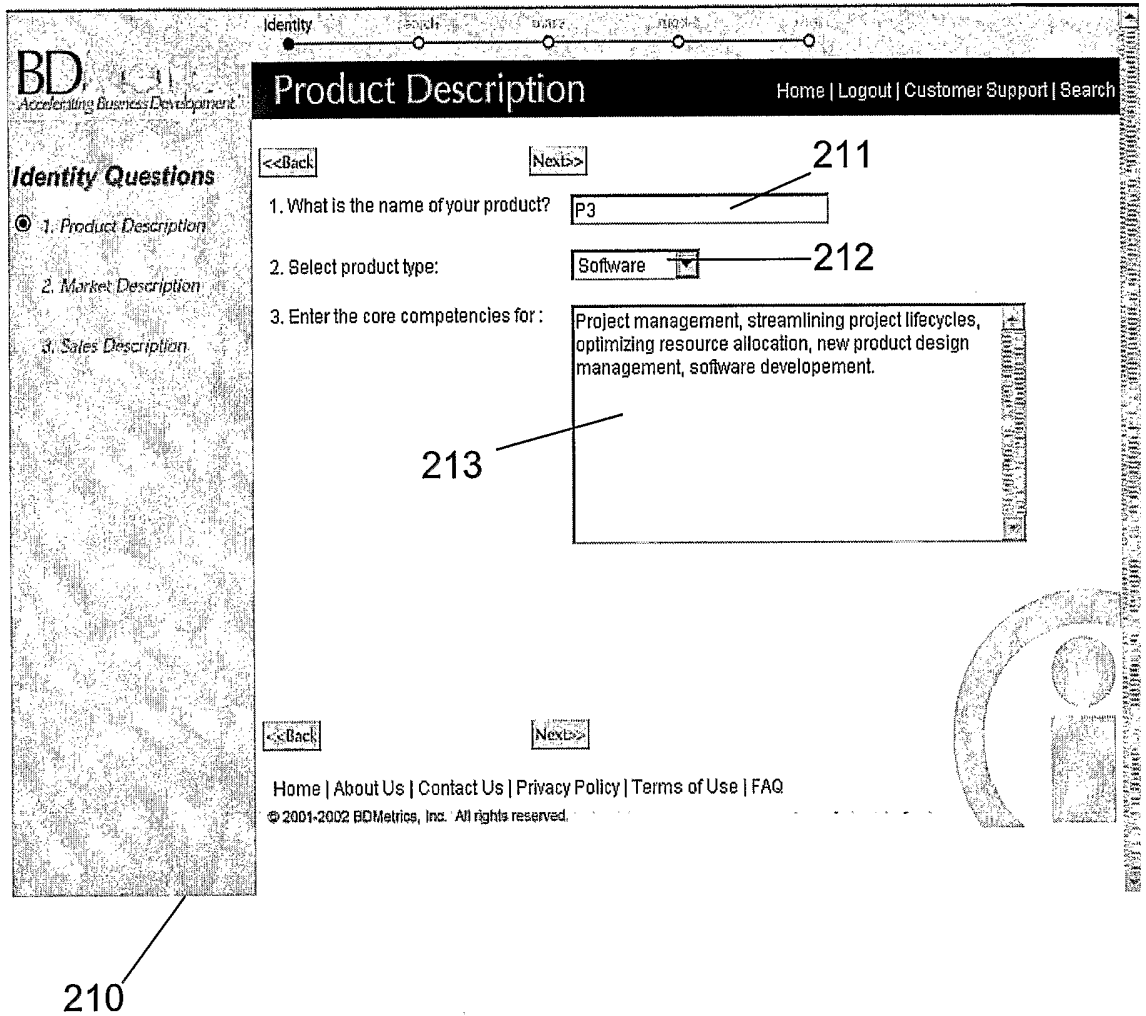 Identity
BD
Accelerating Business Development
Product Description
Home | Logout | Customer Support | Search
Identity Questions
1. Product Description
2. Market Description
3. Sales Description
<<Back
Next>>
211
1. What is the name of your product?
P3
2. Select product type:
Software
212
3. Enter the core competencies for :
Project management, streamlining project lifecycles,
optimizing resource allocation, new product design
management, software developement.
213
<<Back
Next>>
Home | About Us | Contact Us | Privacy Policy | Terms of Use | FAQ
© 2001-2002 BDMetrics, Inc. All rights reserved.
210